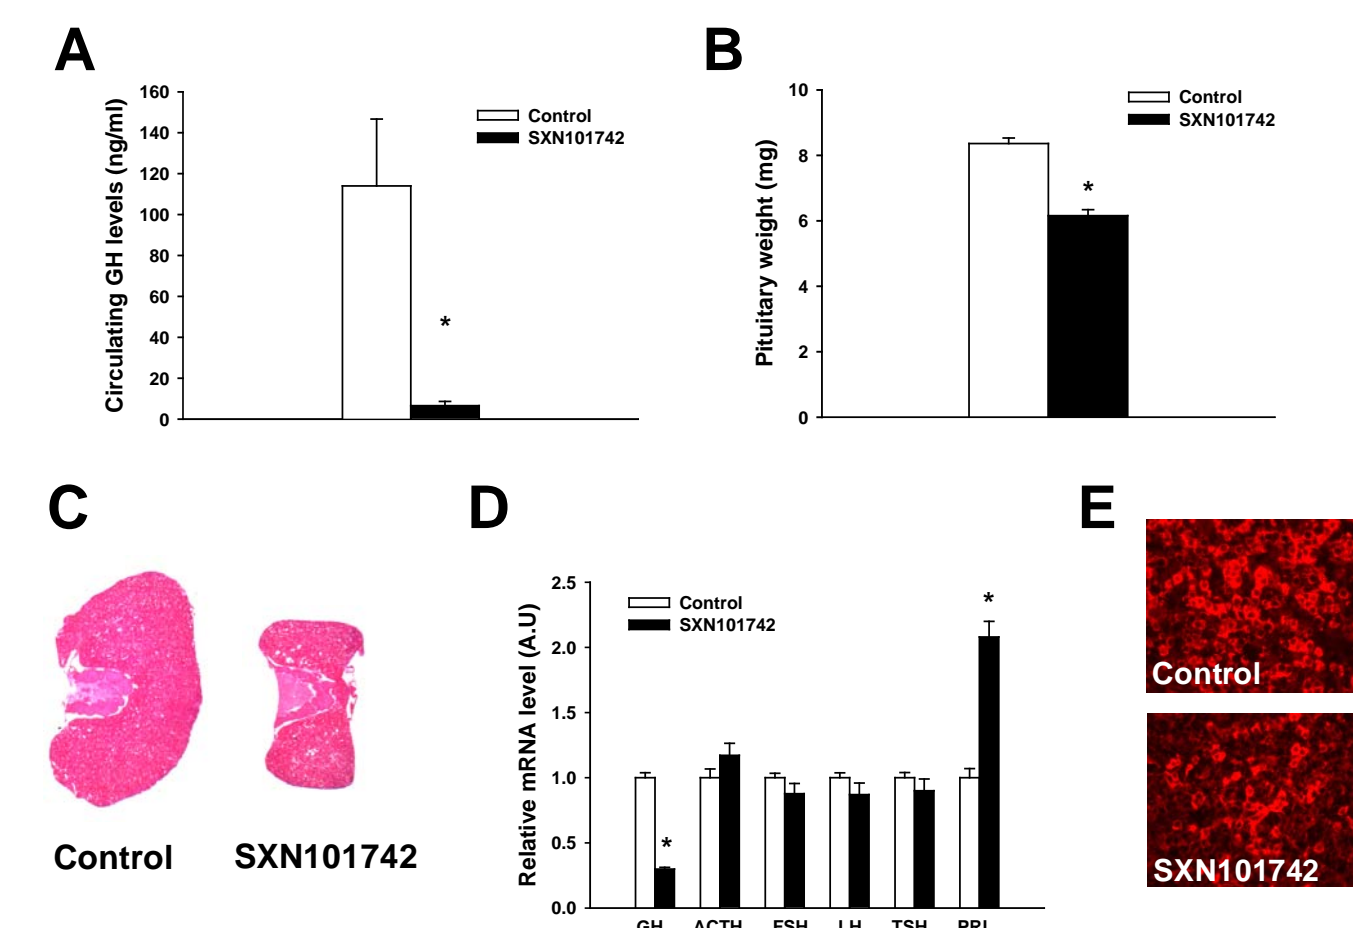 A
Circulating GH levels (ng/ml)
160
140
120
100
80
60
40
20
0
Control
SXN101742
*
B
Pituitary weight (mg)
10
8
6
4
2
0
Control
SXN101742
*
C
Control
SXN101742
D
Relative mRNA level (A.U)
2.5
2.0
1.5
1.0
0.5
0.0
Control
SXN101742
*
*
GH ACTH FSH LH TSH PRL
E
Control
SXN101742